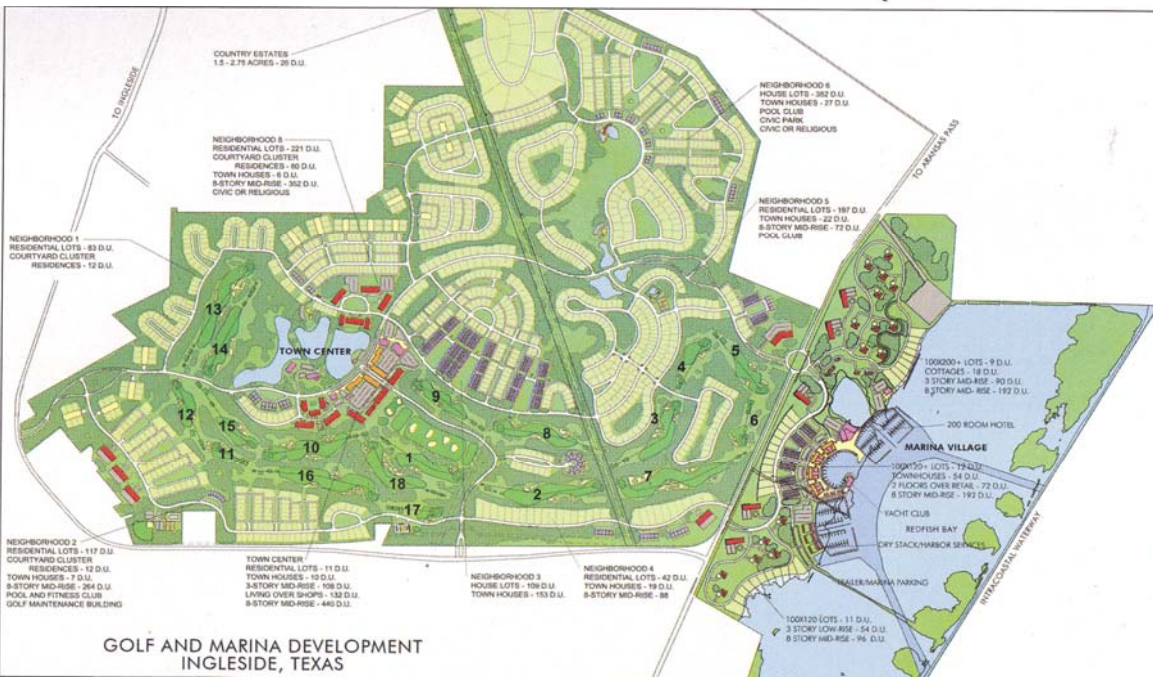 COUNTRY ESTATES
1.5 - 2.75 ACRES - 26 D.U.
TO INGLESIDE
NEIGHBORHOOD 6
HOUSE LOTS - 382 D.U.
TOWN HOUSES - 27 D.U.
POOL CLUB
CIVIC PARK
CIVIC OR RELIGIOUS
TO ARANSAS PASS
NEIGHBORHOOD 8
RESIDENTIAL LOTS - 221 D.U.
COURTYARD CLUSTER
RESIDENCES - 60 D.U.
TOWN HOUSES - 6 D.U.
8-STORY MID-RISE - 352 D.U.
CIVIC OR RELIGIOUS
NEIGHBORHOOD 5
RESIDENTIAL LOTS - 197 D.U.
TOWN HOUSES - 22 D.U.
8-STORY MID-RISE - 72 D.U.
POOL CLUB
NEIGHBORHOOD 1
RESIDENTIAL LOTS - 83 D.U.
COURTYARD CLUSTER
RESIDENCES - 12 D.U.
13
14
TOWN CENTER
5
4
100X200+ LOTS - 9 D.U.
COTTAGES - 18 D.U.
3 STORY MID-RISE - 90 D.U.
8 STORY MID- RISE - 192 D.U.
9
12
15
3
6
200 ROOM HOTEL
8
10
11
1
MARINA VILLAGE
16
18
7
2
17
100X120+ LOTS - 12 D.U.
TOWNHOUSES - 54 D.U.
2 FLOORS OVER RETAIL - 72 D.U.
8 STORY MID-RISE - 192 D.U.
YACHT CLUB
REDFISH BAY
DRY STACK/HARBOR SERVICES
TRAILER/MARINA PARKING
INTRACOASTAL WATERWAY
NEIGHBORHOOD 2
RESIDENTIAL LOTS - 117 D.U.
COURTYARD CLUSTER
RESIDENCES - 12 D.U.
TOWN HOUSES - 7 D.U.
8-STORY MID-RISE - 264 D.U.
POOL AND FITNESS CLUB
GOLF MAINTENANCE BUILDING
TOWN CENTER
RESIDENTIAL LOTS - 11 D.U.
TOWN HOUSES - 10 D.U.
3-STORY MID-RISE - 108 D.U.
LIVING OVER SHOPS - 132 D.U.
8-STORY MID-RISE - 440 D.U.
NEIGHBORHOOD 3
HOUSE LOTS - 109 D.U.
TOWN HOUSES - 153 D.U.
NEIGHBORHOOD 4
RESIDENTIAL LOTS - 42 D.U.
TOWN HOUSES - 19 D.U.
8-STORY MID-RISE - 88
100X120 LOTS - 11 D.U.
3 STORY LOW-RISE - 54 D.U.
8 STORY MID-RISE - 96 D.U.
GOLF AND MARINA DEVELOPMENT
INGLESIDE, TEXAS